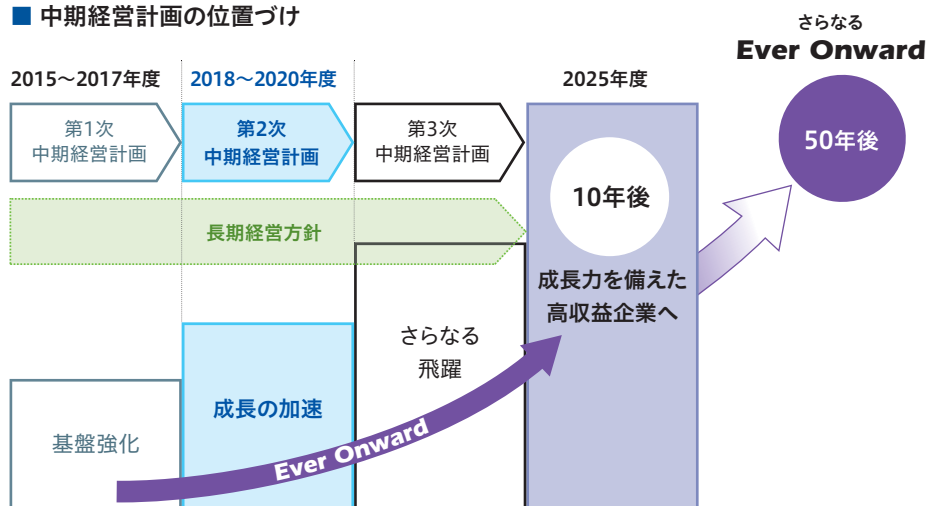 ■ 中期経営計画の位置づけ
さらなる
Ever Onward
50年後
2015～2017年度
2018～2020年度
2025年度
第1次
中期経営計画
第2次
中期経営計画
第3次
中期経営計画
10年後
長期経営方針
成長力を備えた
高収益企業へ
さらなる
飛躍
成長の加速
基盤強化
Ever Onward